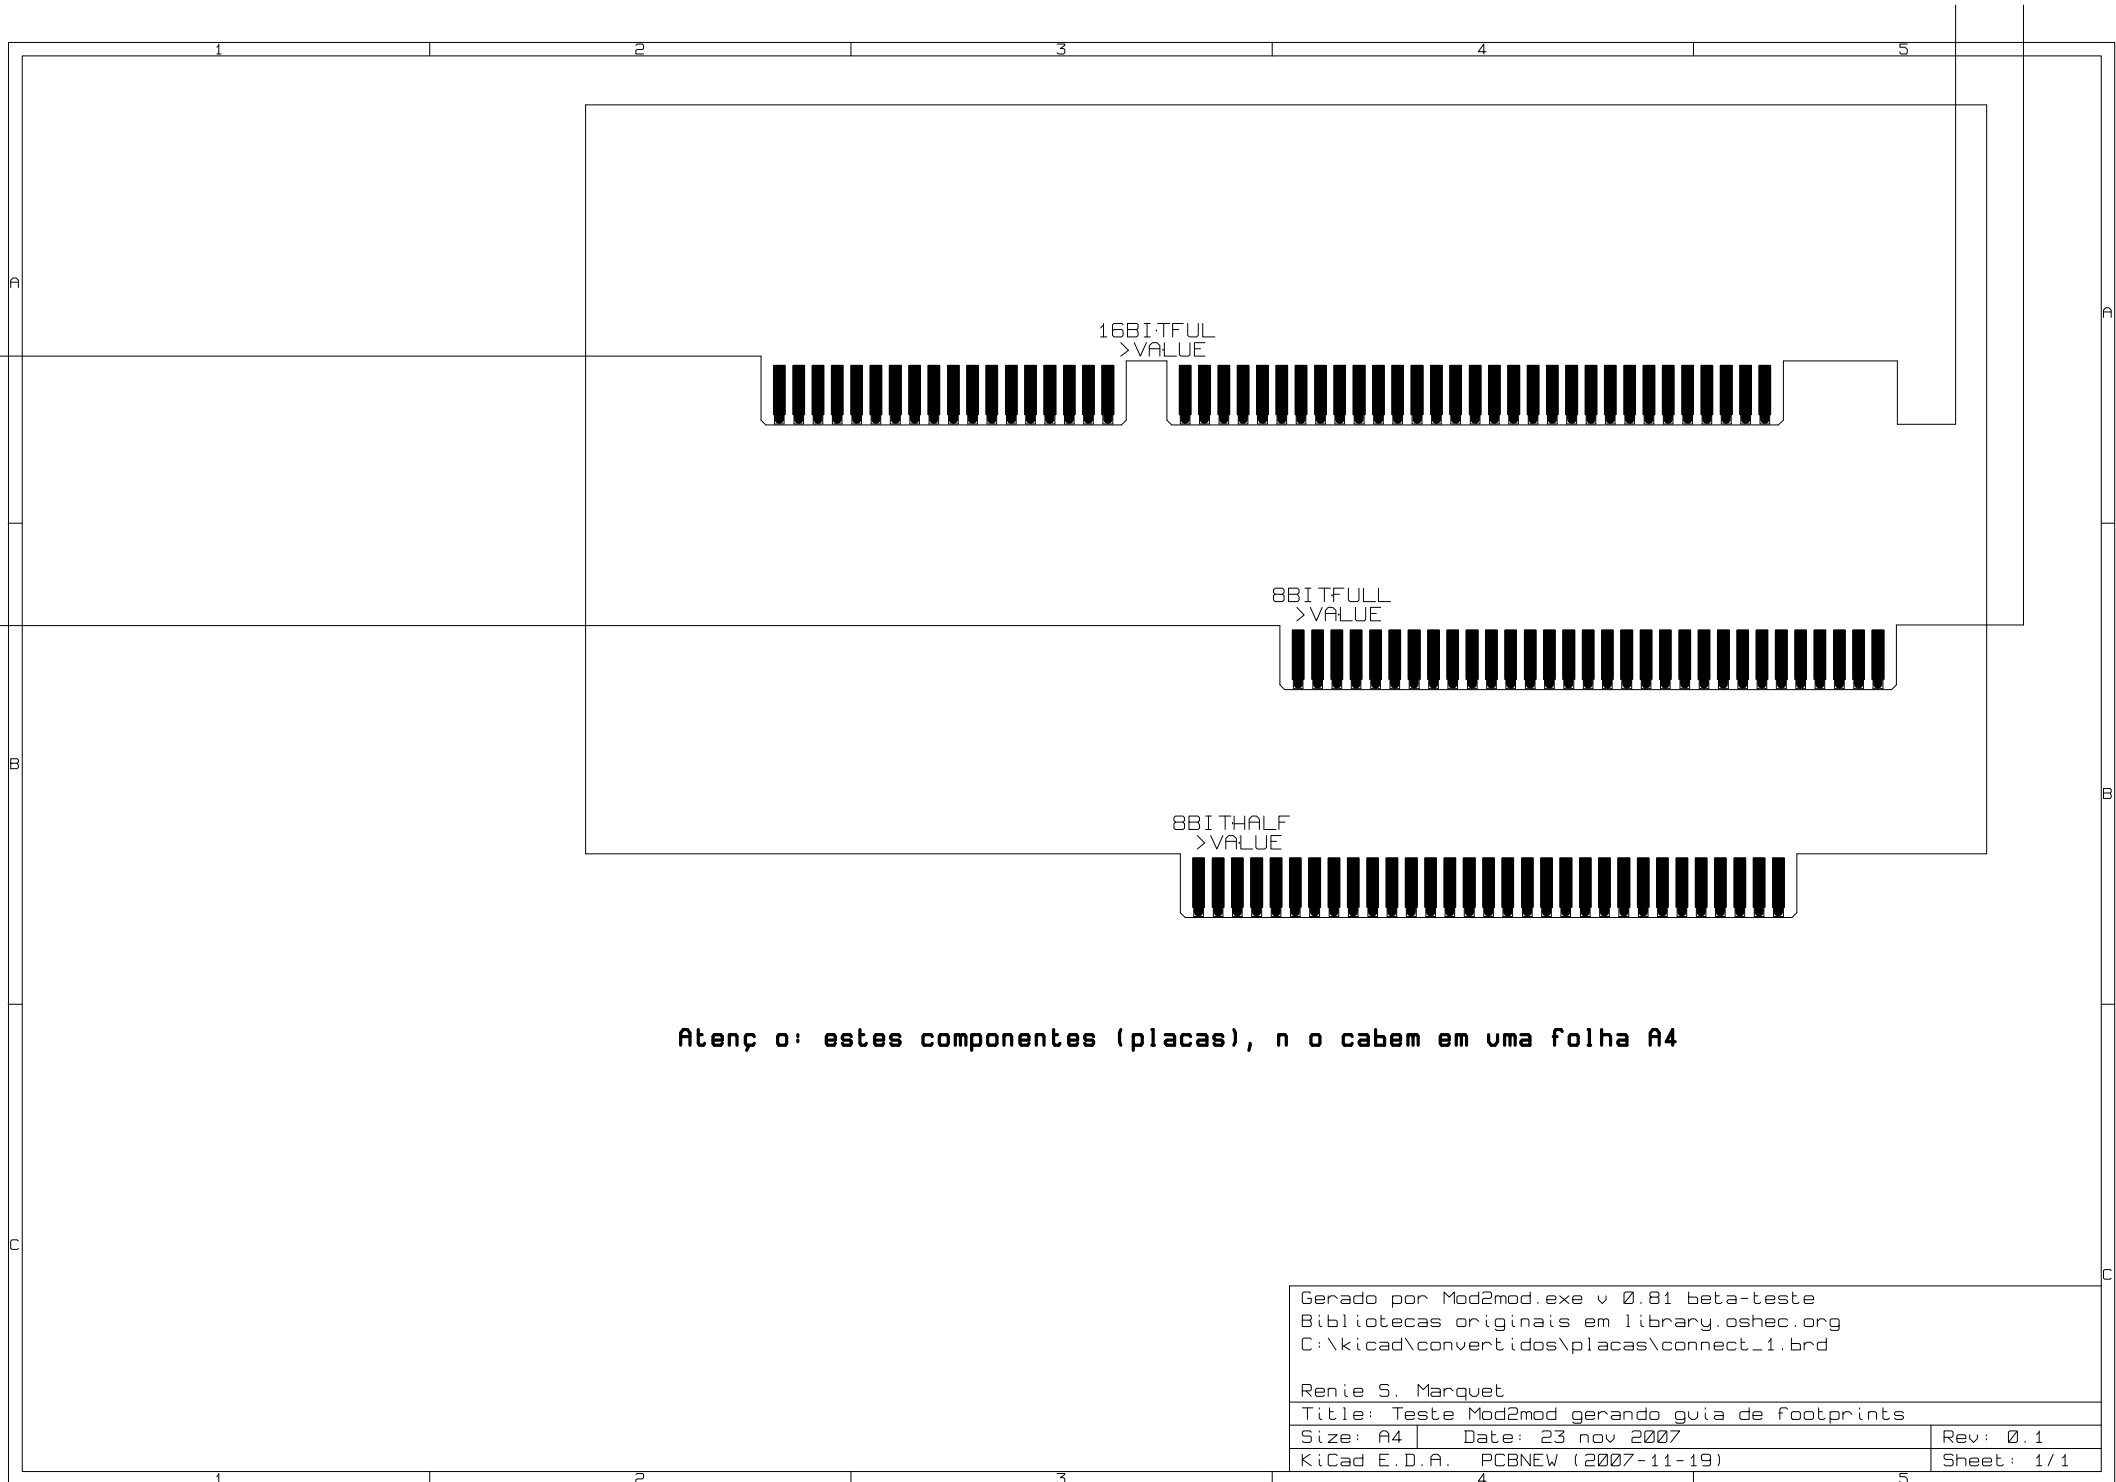 1 2 3 4 5
A
A
16BITFUL
>VALUE
8BITFULL
>VALUE
B
B
8BITHALF
>VALUE
Atenç o: estes componentes (placas), n o cabem em uma folha A4
C
C
Gerado por Mod2mod.exe v 0.81 beta-teste
Bibliotecas originais em library.oshec.org
C:\kicad\convertidos\placas\connect_1.brd
Renie S. Marquet
Title: Teste Mod2mod gerando guia de footprints
Size: A4 Date: 23 nov 2007 Rev: 0.1
KiCad E.D.A. PCBNEW (2007-11-19) Sheet: 1/1
1 2 3 4 5